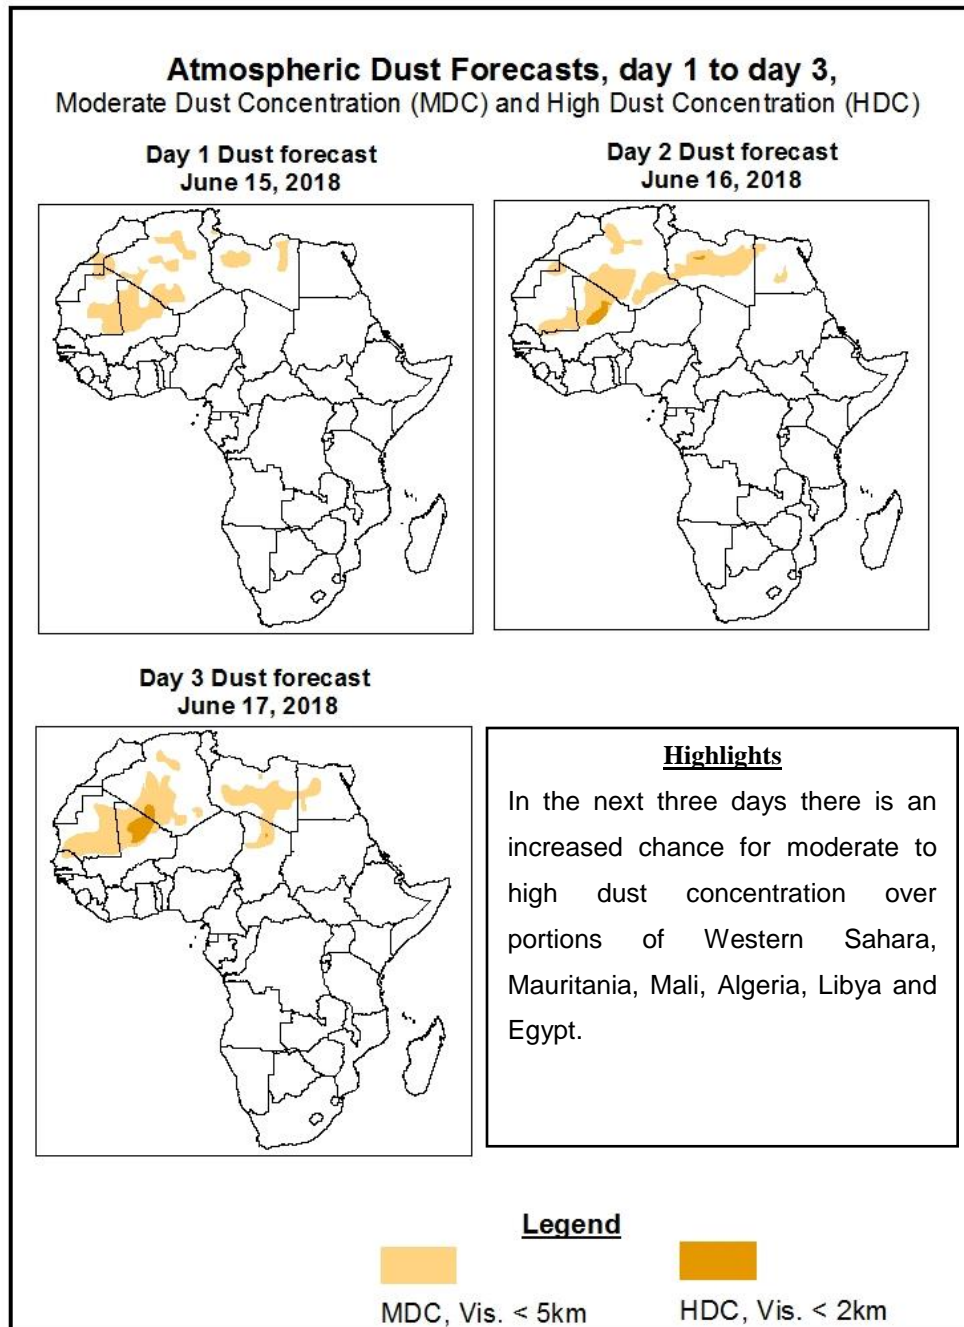 Atmospheric Dust Forecasts, day 1 to day 3,
Moderate Dust Concentration (MDC) and High Dust Concentration (HDC)
Day 1 Dust forecast
June 15, 2018
Day 2 Dust forecast
June 16, 2018
Day 3 Dust forecast
June 17, 2018
Highlights
In the next three days there is an
increased chance for moderate to
high dust concentration over
portions of Western Sahara,
Mauritania, Mali, Algeria, Libya and
Egypt.
Legend
MDC, Vis. < 5km
HDC, Vis. < 2km